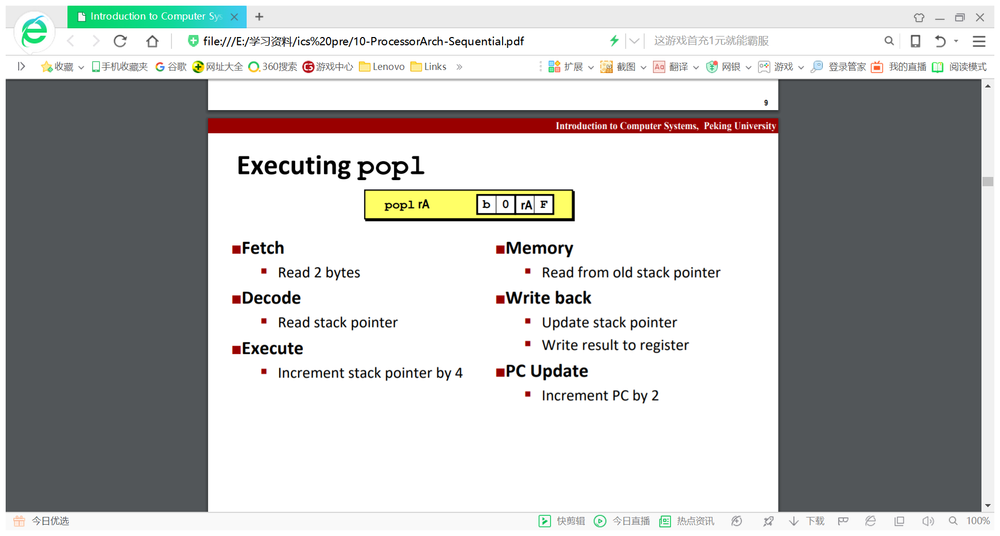 Introduction to Computer Sys
file:///E:/学习资料/ics%20pre/10-ProcessorArch-Sequential.pdf
这游戏首充1元就能霸服
收藏 手机收藏夹 谷歌 网址大全 360搜索 游戏中心 Lenovo Links » 扩展 截图 翻译 网银 游戏 登录管家 我的直播 阅读模式
9
Introduction to Computer Systems, Peking University
Executing popl
popl rA b 0 rA F
Fetch
Read 2 bytes
Decode
Read stack pointer
Execute
Increment stack pointer by 4
Memory
Read from old stack pointer
Write back
Update stack pointer
Write result to register
PC Update
Increment PC by 2
今日优选 快剪辑 今日直播 热点资讯 下载 100%